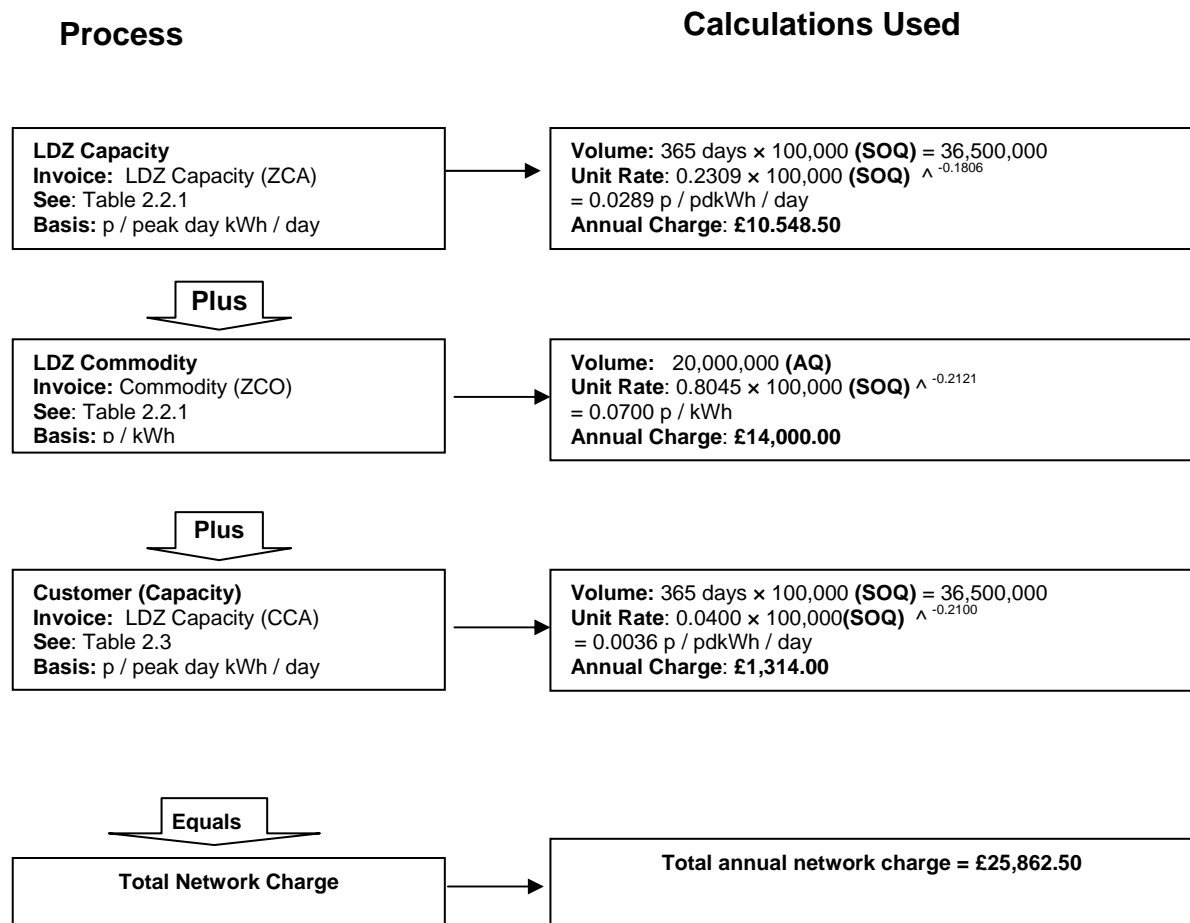 Process
Calculations Used
LDZ Capacity
Invoice: LDZ Capacity (ZCA)
See: Table 2.2.1
Basis: p / peak day kWh / day
Volume: 365 days × 100,000 (SOQ) = 36,500,000
Unit Rate: 0.2309 × 100,000 (SOQ) ^ -0.1806
= 0.0289 p / pdkWh / day
Annual Charge: £10.548.50
Plus
LDZ Commodity
Invoice: Commodity (ZCO)
See: Table 2.2.1
Basis: p / kWh
Volume: 20,000,000 (AQ)
Unit Rate: 0.8045 × 100,000 (SOQ) ^ -0.2121
= 0.0700 p / kWh
Annual Charge: £14,000.00
Plus
Customer (Capacity)
Invoice: LDZ Capacity (CCA)
See: Table 2.3
Basis: p / peak day kWh / day
Volume: 365 days × 100,000 (SOQ) = 36,500,000
Unit Rate: 0.0400 × 100,000(SOQ) ^ -0.2100
= 0.0036 p / pdkWh / day
Annual Charge: £1,314.00
Equals
Total Network Charge
Total annual network charge = £25,862.50